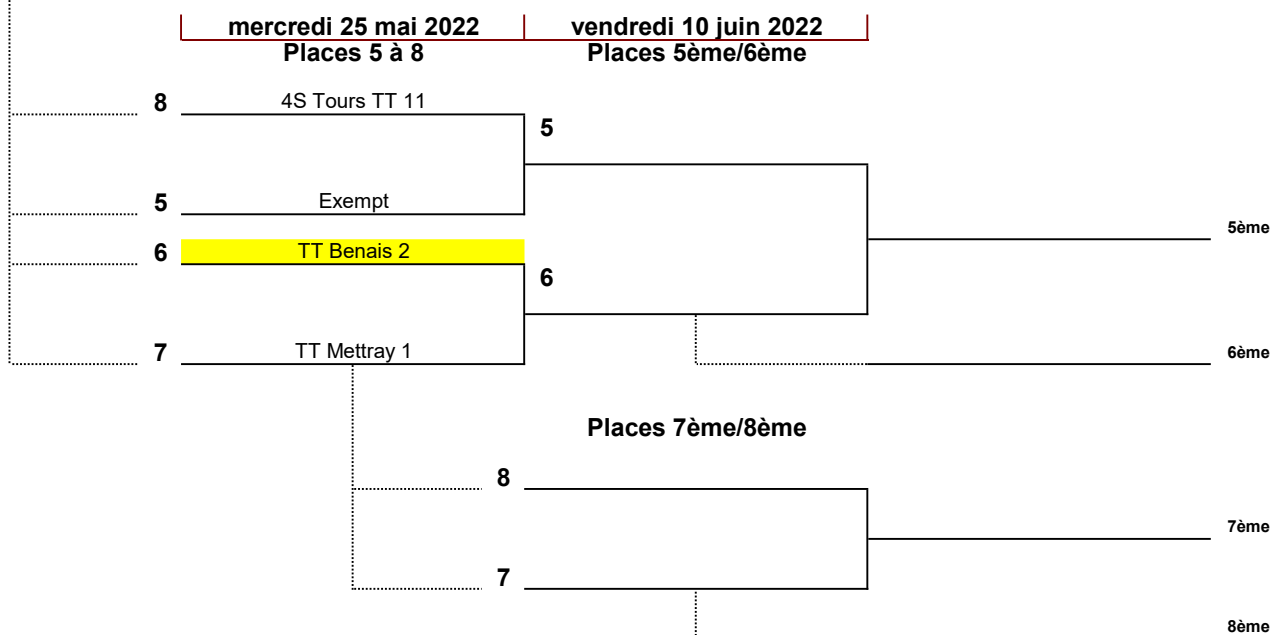 mercredi 25 mai 2022 vendredi 10 juin 2022
Places 5 à 8 Places 5ème/6ème
8 4S Tours TT 11
5
5 Exempt
6 TT Benais 2
5ème
6
7 TT Mettray 1
6ème
Places 7ème/8ème
8
7ème
7
8ème